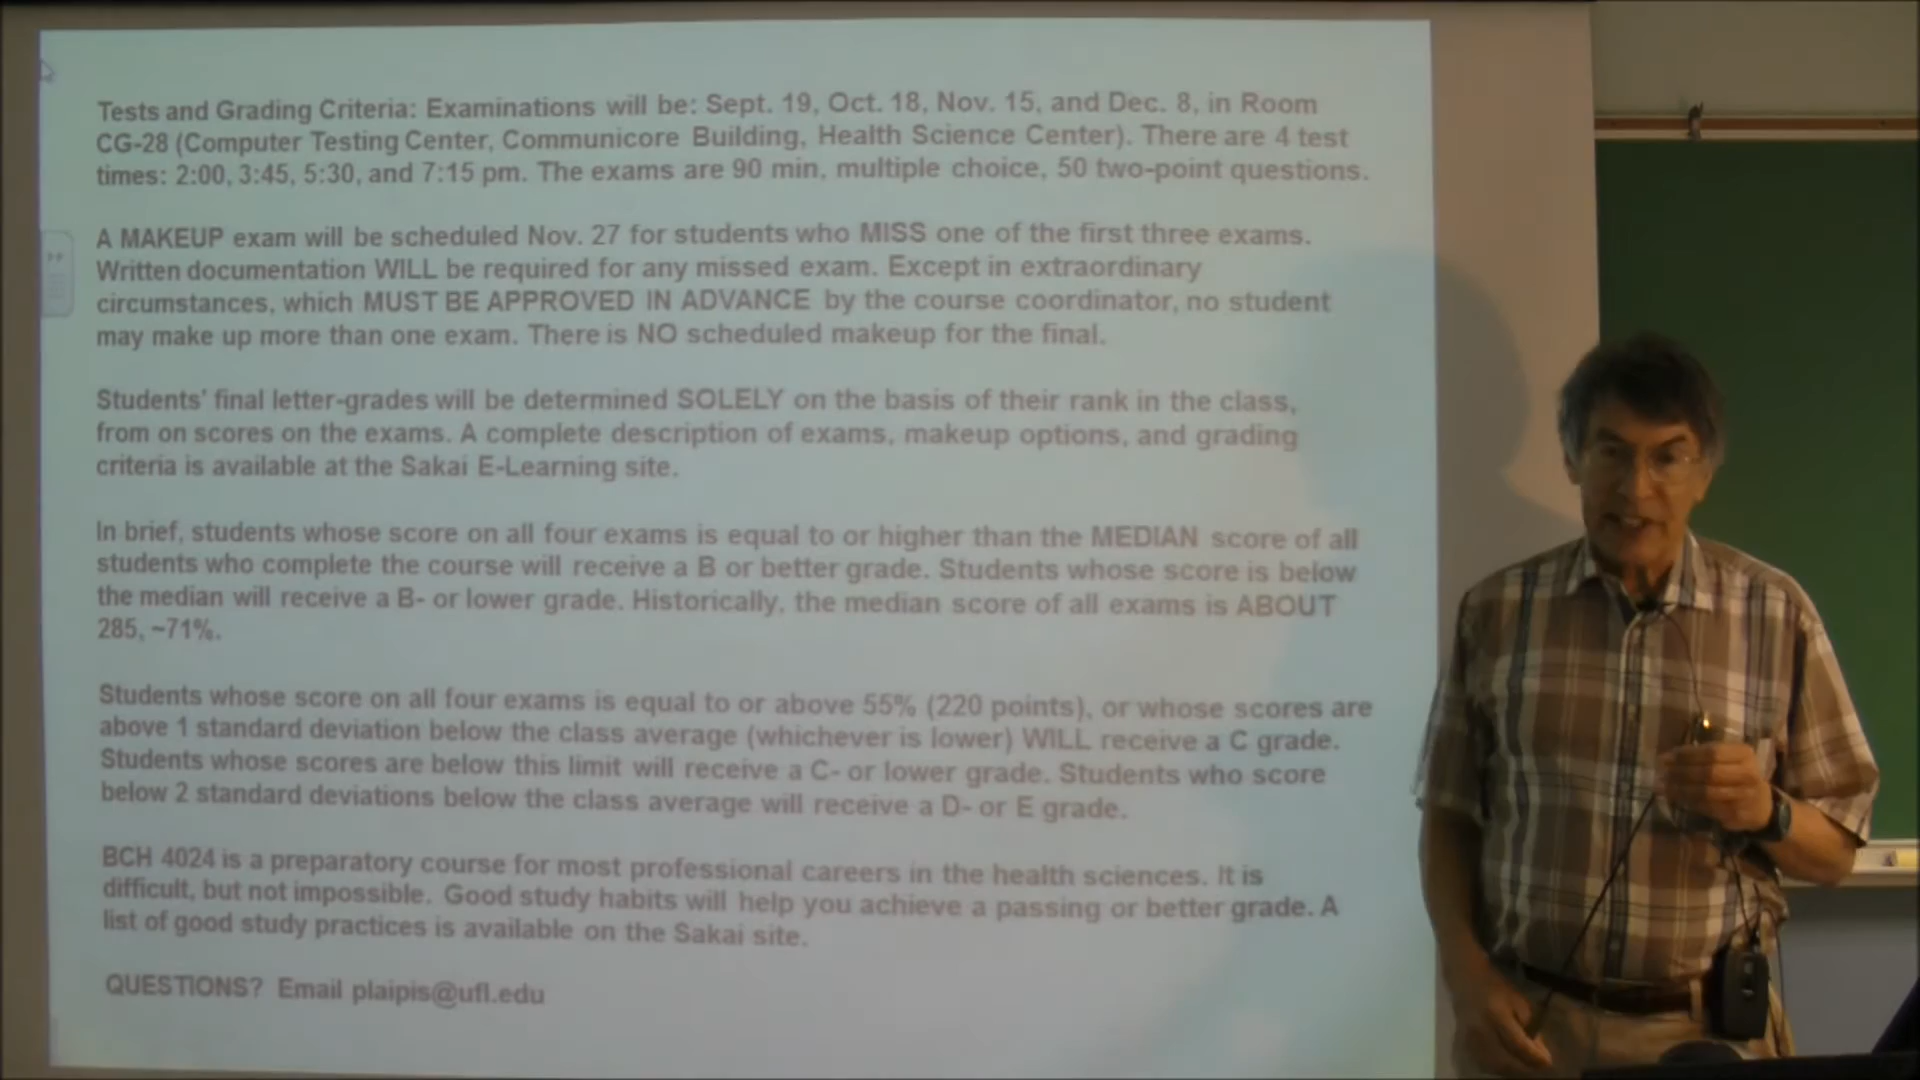 Tests and Grading Criteria: Examinations will be: Sept. 19, Oct. 18, Nov. 15, and Dec. 8, in Room
CG-28 (Computer Testing Center, Communicore Building, Health Science Center). There are 4 test
times: 2:00, 3:45, 5:30, and 7:15 pm. The exams are 90 min, multiple choice, 50 two-point questions.
A MAKEUP exam will be scheduled Nov. 27 for students who MISS one of the first three exams.
Written documentation WILL be required for any missed exam. Except in extraordinary
circumstances, which MUST BE APPROVED IN ADVANCE by the course coordinator, no student
may make up more than one exam. There is NO scheduled makeup for the final.
Students' final letter-grades will be determined SOLELY on the basis of their rank in the class,
from on scores on the exams. A complete description of exams, makeup options, and grading
criteria is available at the Sakai E-Learning site.
In brief, students whose score on all four exams is equal to or higher than the MEDIAN score of all
students who complete the course will receive a B or better grade. Students whose score is below
the median will receive a B- or lower grade. Historically, the median score of all exams is ABOUT
285, ~71%.
Students whose score on all four exams is equal to or above 55% (220 points), or whose scores are
above 1 standard deviation below the class average (whichever is lower) WILL receive a C grade.
Students whose scores are below this limit will receive a C- or lower grade. Students who score
below 2 standard deviations below the class average will receive a D- or E grade.
BCH 4024 is a preparatory course for most professional careers in the health sciences. It is
difficult, but not impossible. Good study habits will help you achieve a passing or better grade. A
list of good study practices is available on the Sakai site.
QUESTIONS? Email plaipis@ufl.edu